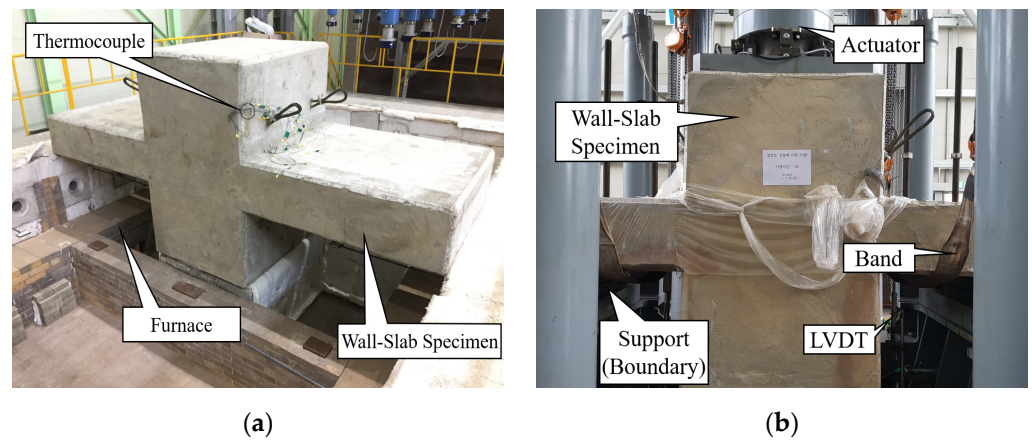 Thermocouple
Furnace
Wall-Slab Specimen
(a)
Actuator
Wall-Slab
Specimen
Band
Support
(Boundary)
LVDT
(b)